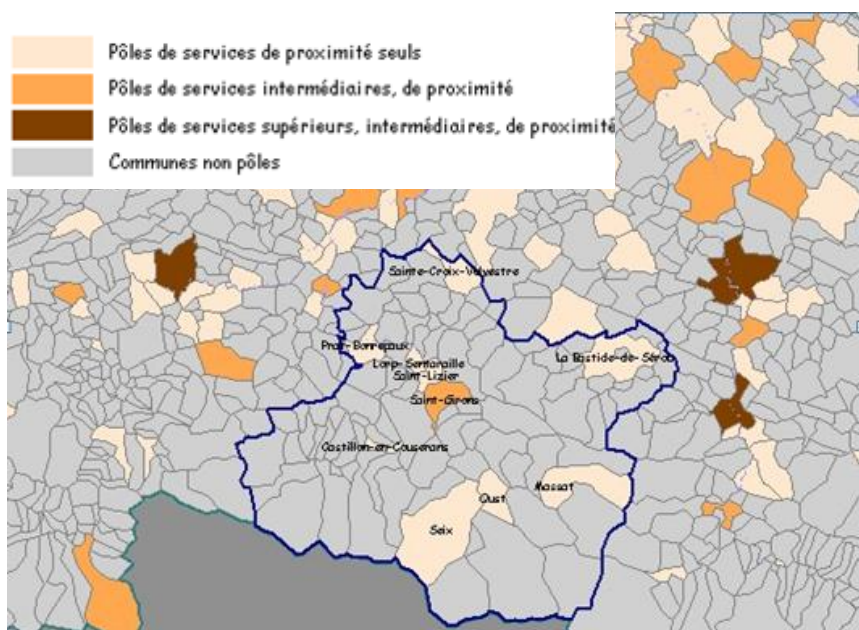 Pôles de services de proximité seuls
Pôles de services intermédiaires, de proximité
Pôles de services supérieurs, intermédiaires, de proximité
Communes non pôles
Sainte-Croix-Volvestre
Prat-Bonrepaux
La Bastide-de-Sérou
Lorp-Sentaraille
Saint-Lizier
Saint-Girons
Castillon-en-Couserans
Massat
Oust
Seix